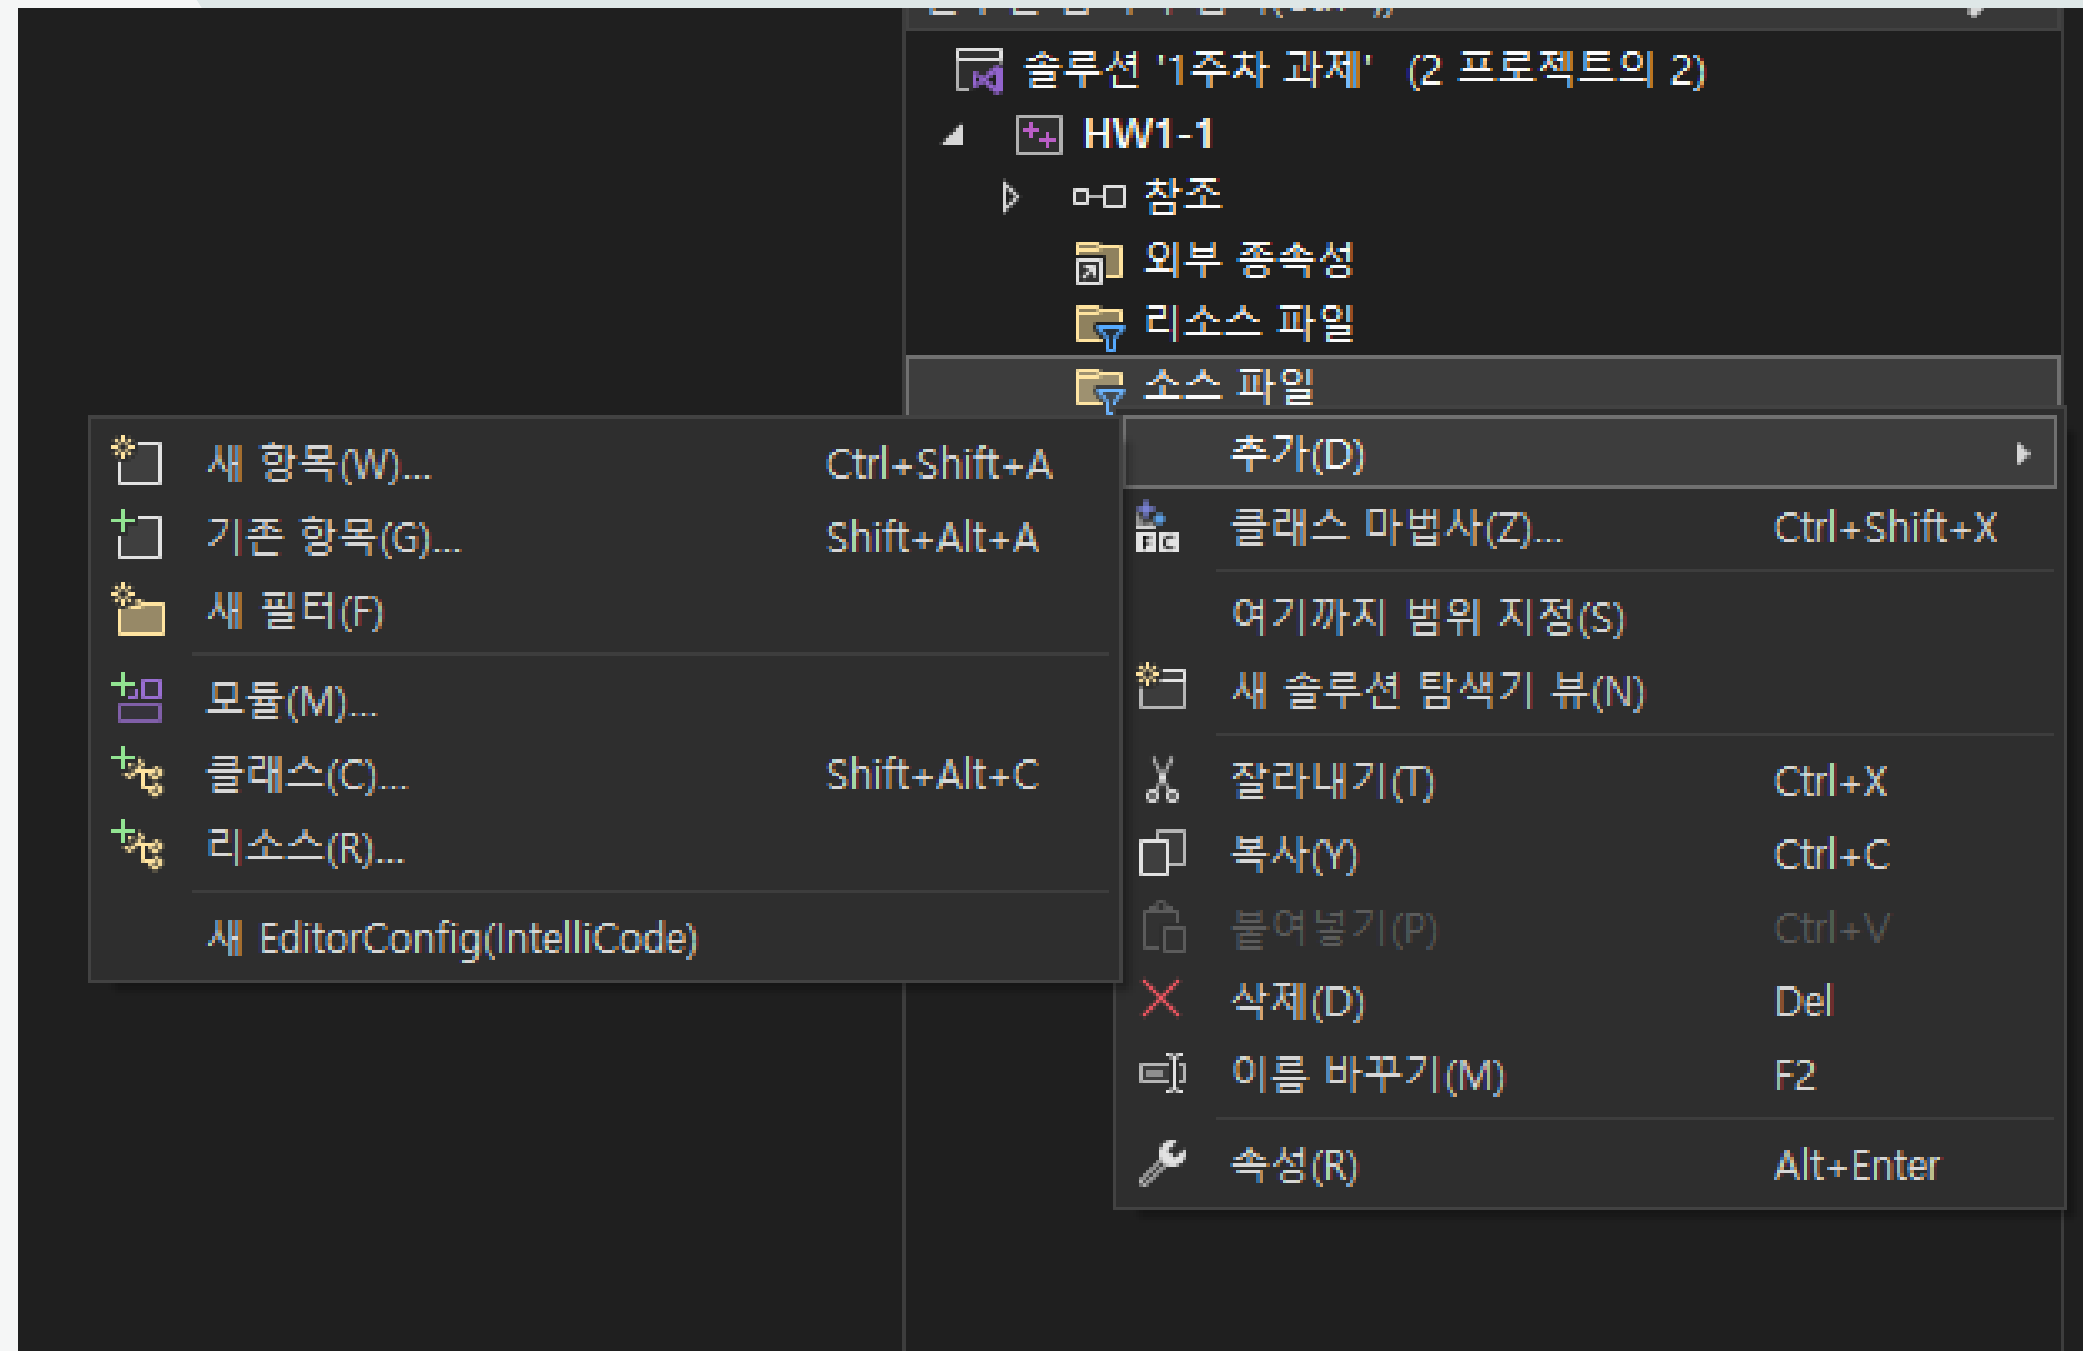 솔루션 '1주차 과제' (2 프로젝트의 2)
HW1-1
참조
외부 종속성
리소스 파일
소스 파일
추가(D)
클래스 마법사(Z)... Ctrl+Shift+X
여기까지 범위 지정(S)
새 솔루션 탐색기 뷰(N)
잘라내기(T) Ctrl+X
복사(Y) Ctrl+C
붙여넣기(P) Ctrl+V
삭제(D) Del
이름 바꾸기(M) F2
속성(R) Alt+Enter
새 항목(W)... Ctrl+Shift+A
기존 항목(G)... Shift+Alt+A
새 필터(F)
모듈(M)...
클래스(C)... Shift+Alt+C
리소스(R)...
새 EditorConfig(IntelliCode)